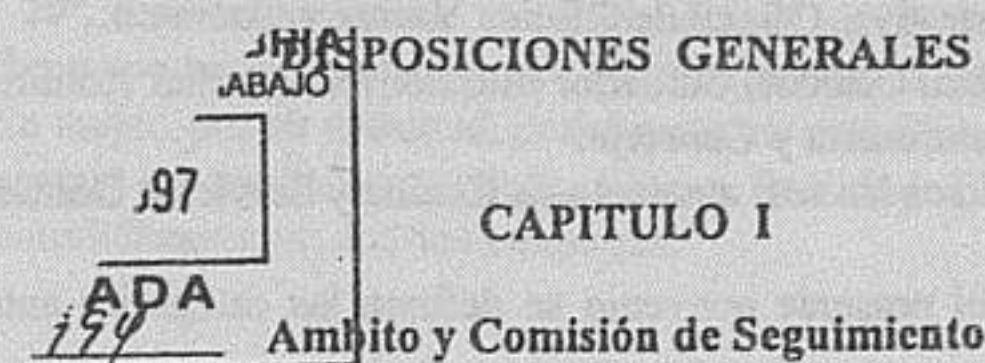 DISPOSICIONES GENERALES
ABAJO
97
CAPITULO I
ADA
Ambito y Comisión de Seguimiento